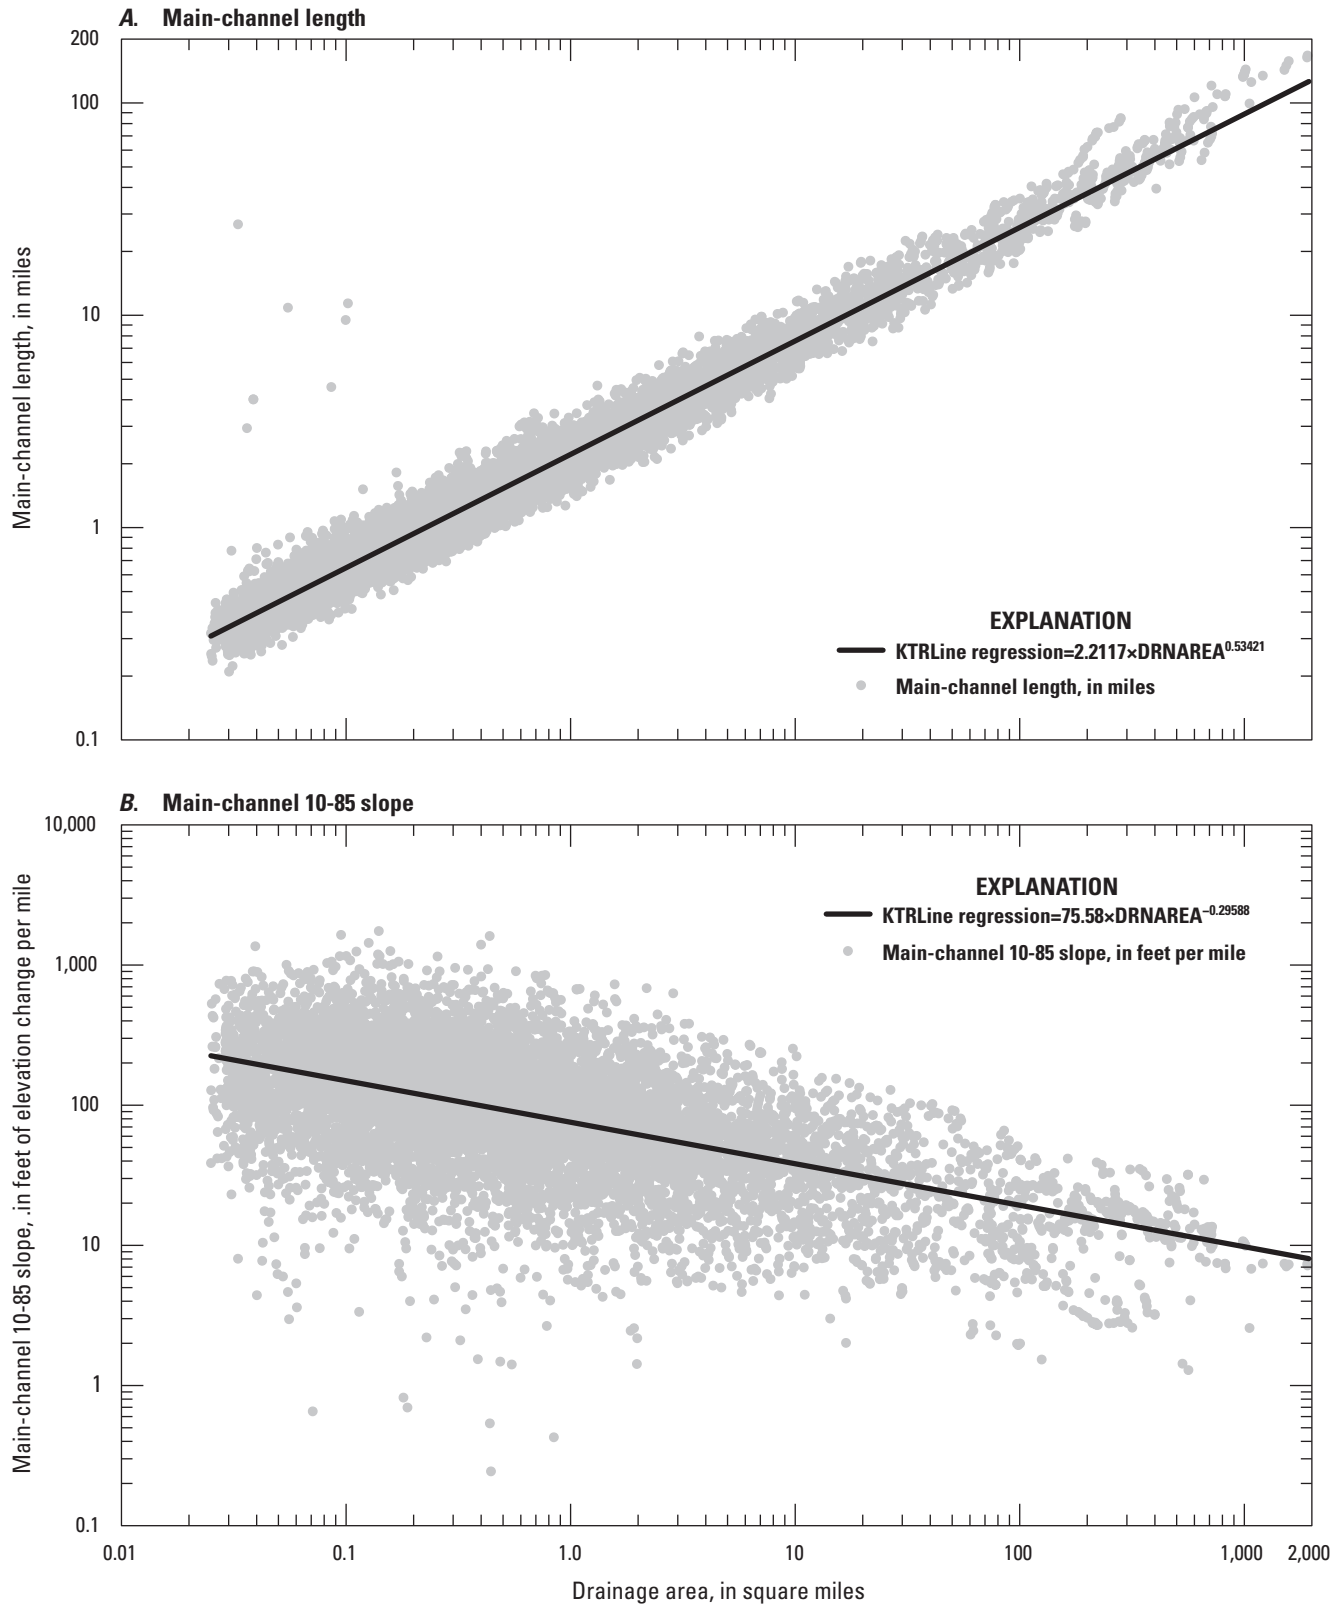 A. Main-channel length
200
100
10
1
0.1
Main-channel length, in miles
EXPLANATION
KTRLine regression=2.2117×DRNAREA^0.53421
Main-channel length, in miles
B. Main-channel 10-85 slope
10,000
1,000
100
10
1
0.1
Main-channel 10-85 slope, .in feet of elevation change per mile
EXPLANATION
KTRLine regression=75.58×DRNAREA^–0.29588
Main-channel 10-85 slope, in feet per mile
0.01 0.1 1.0 10 100 1,000 2,000
Drainage area, in square miles